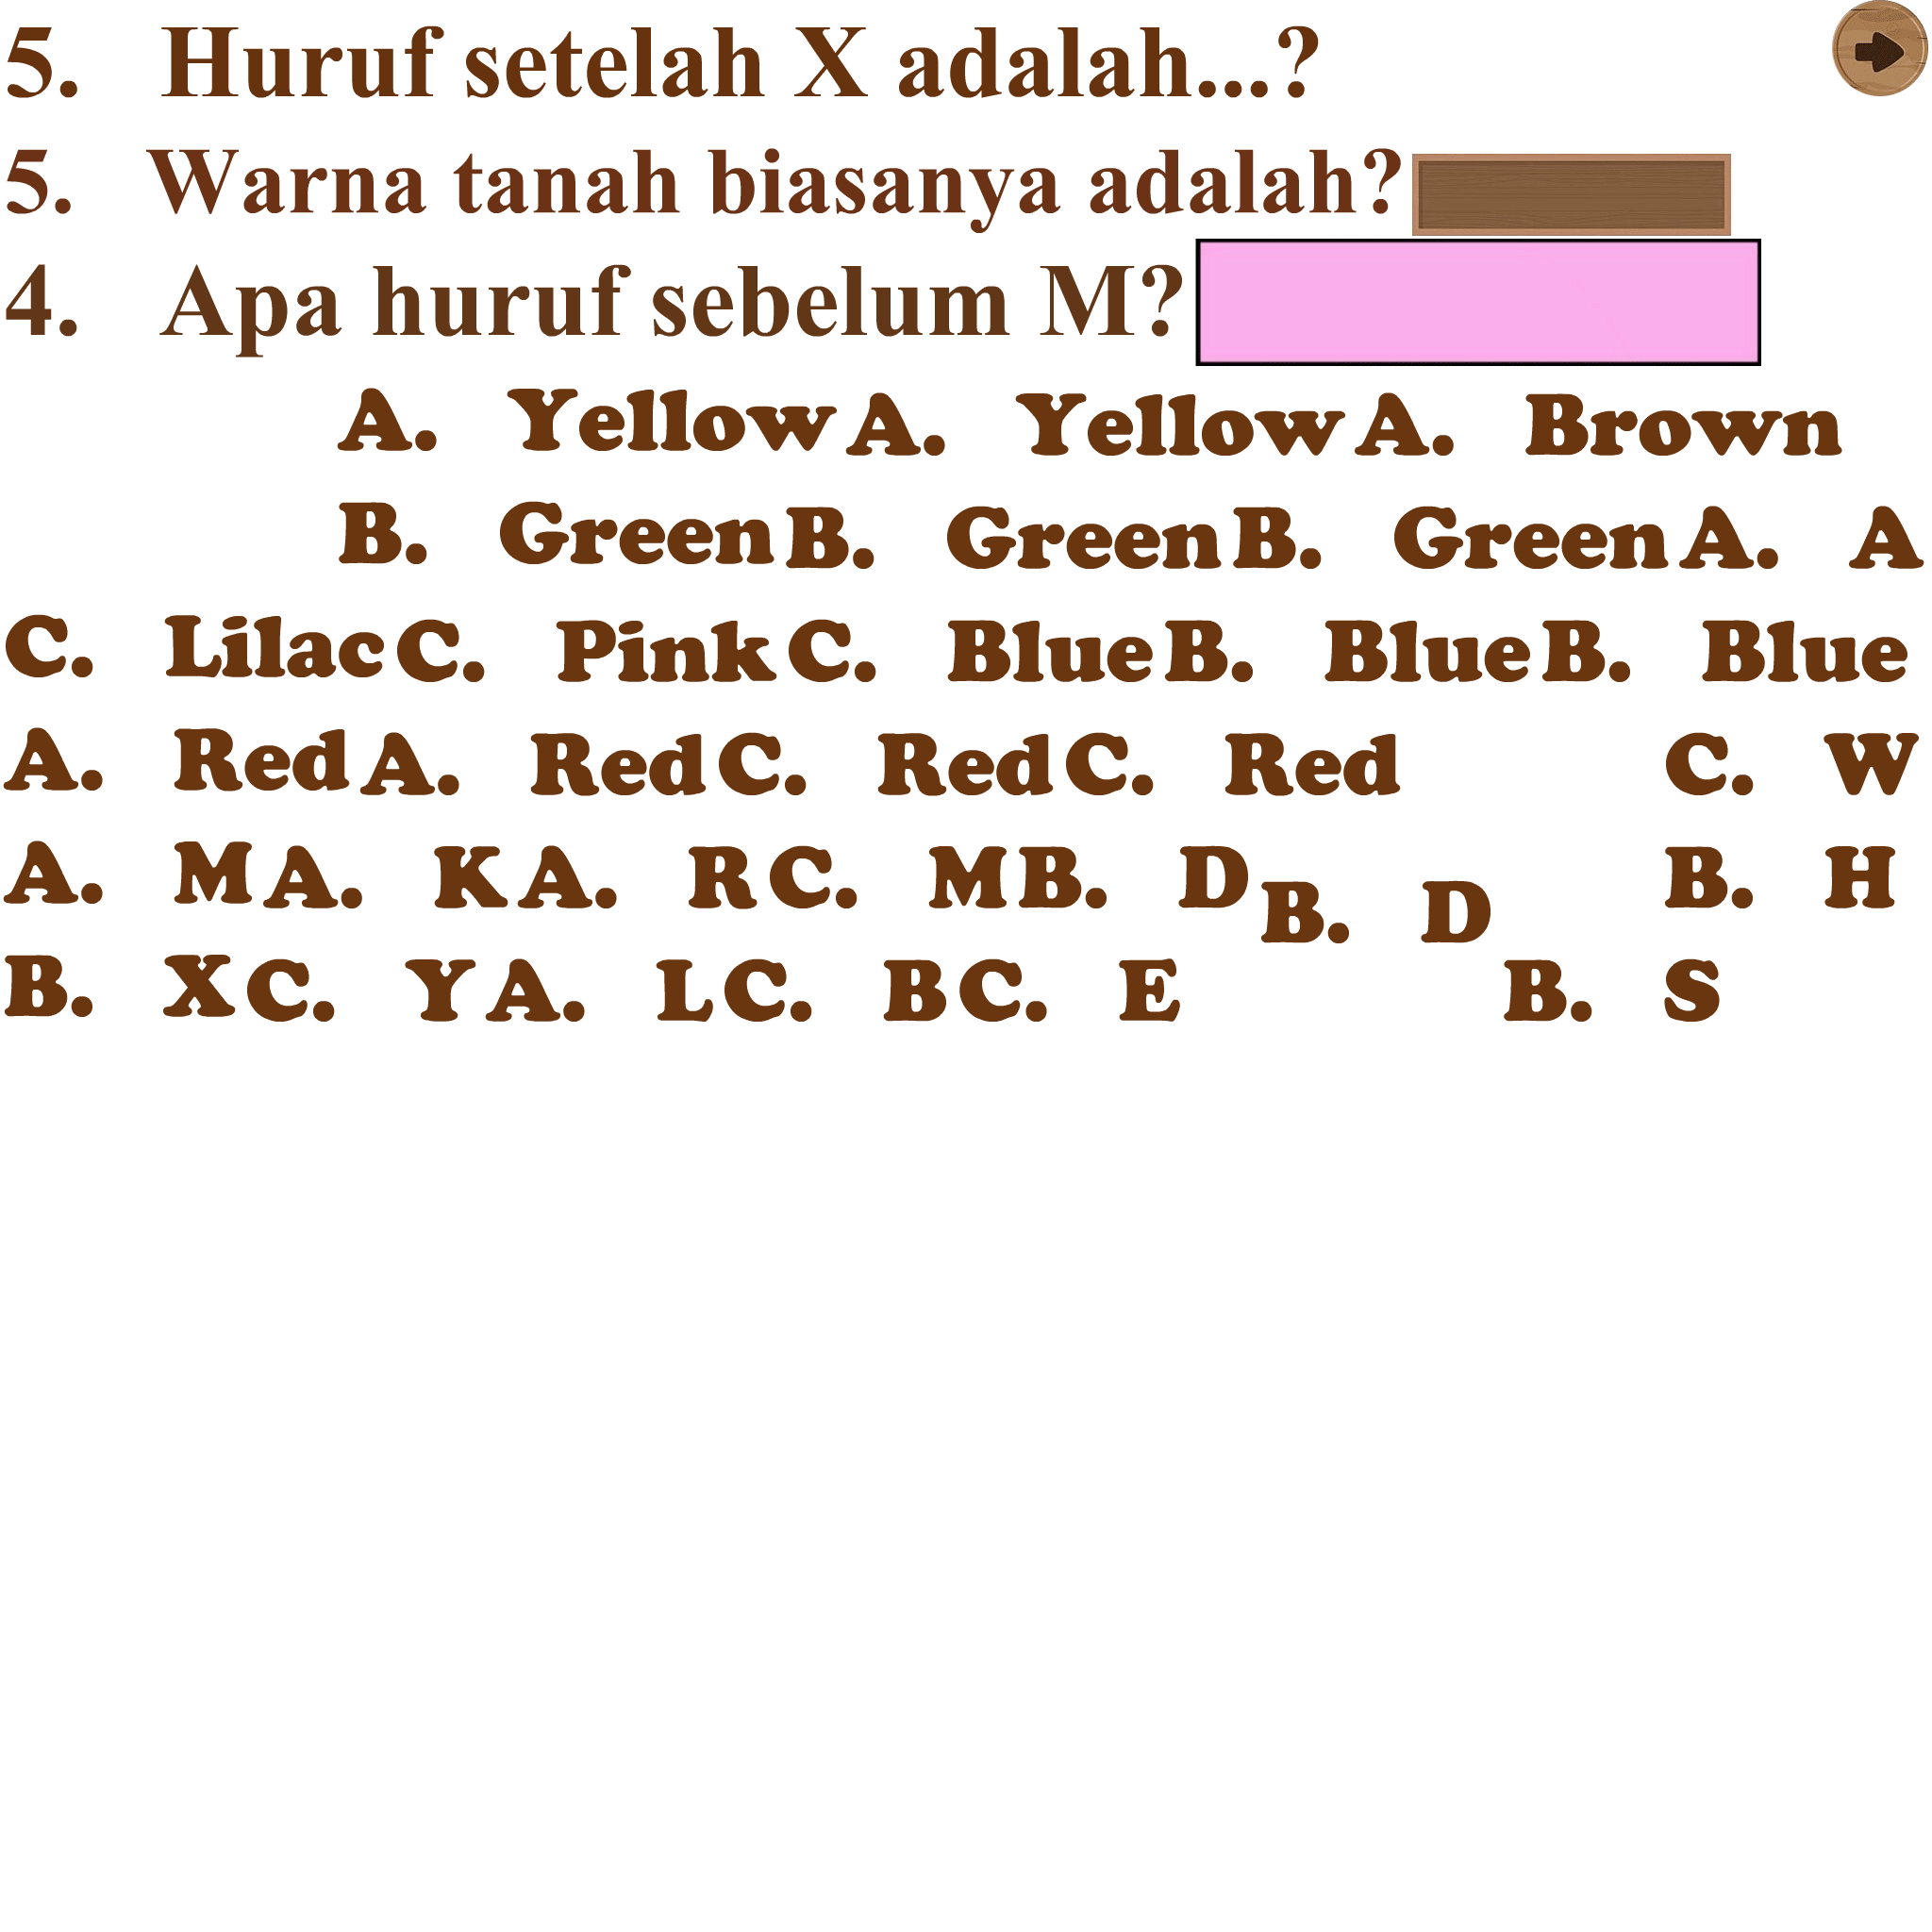 5. Huruf setelah X adalah...?
5. Warna tanah biasanya adalah?
4. Apa huruf sebelum M?
A. Yellow A. Yellow A. Brown
B. Green B. Green B. Green A. A
C. Lilac C. Pink C. Blue B. Blue B. Blue
A. Red A. Red C. Red C. Red C. W
A. M A. K A. R C. M B. D B. D B. H
B. X C. Y A. L C. B C. E B. S